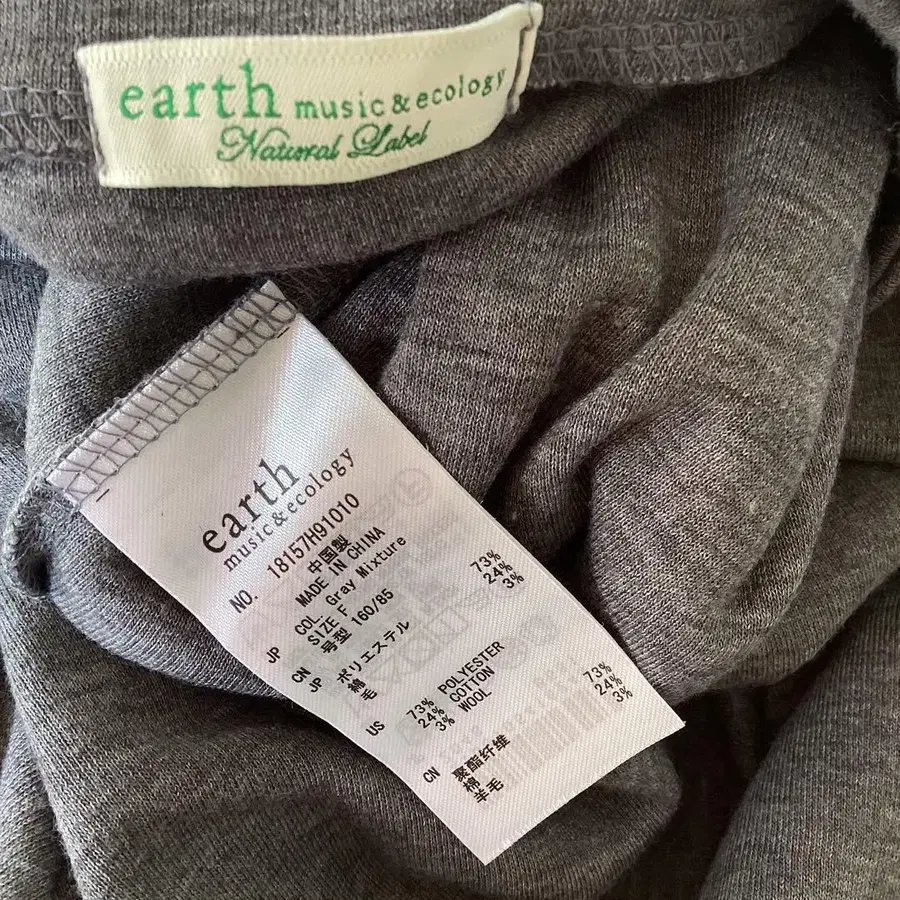 earth music&ecology
Natural Label
earth
music&ecology
NO. 18157H91010
中国製
MADE IN CHINA
COL. Gray Mixture
JP SIZE F
CN 号型 160/85
JP ポリエステル 73%
綿 24%
毛 3%
US 73% POLYESTER
24% COTTON
3% WOOL
CN 聚酯纤维 73%
棉 24%
羊毛 3%